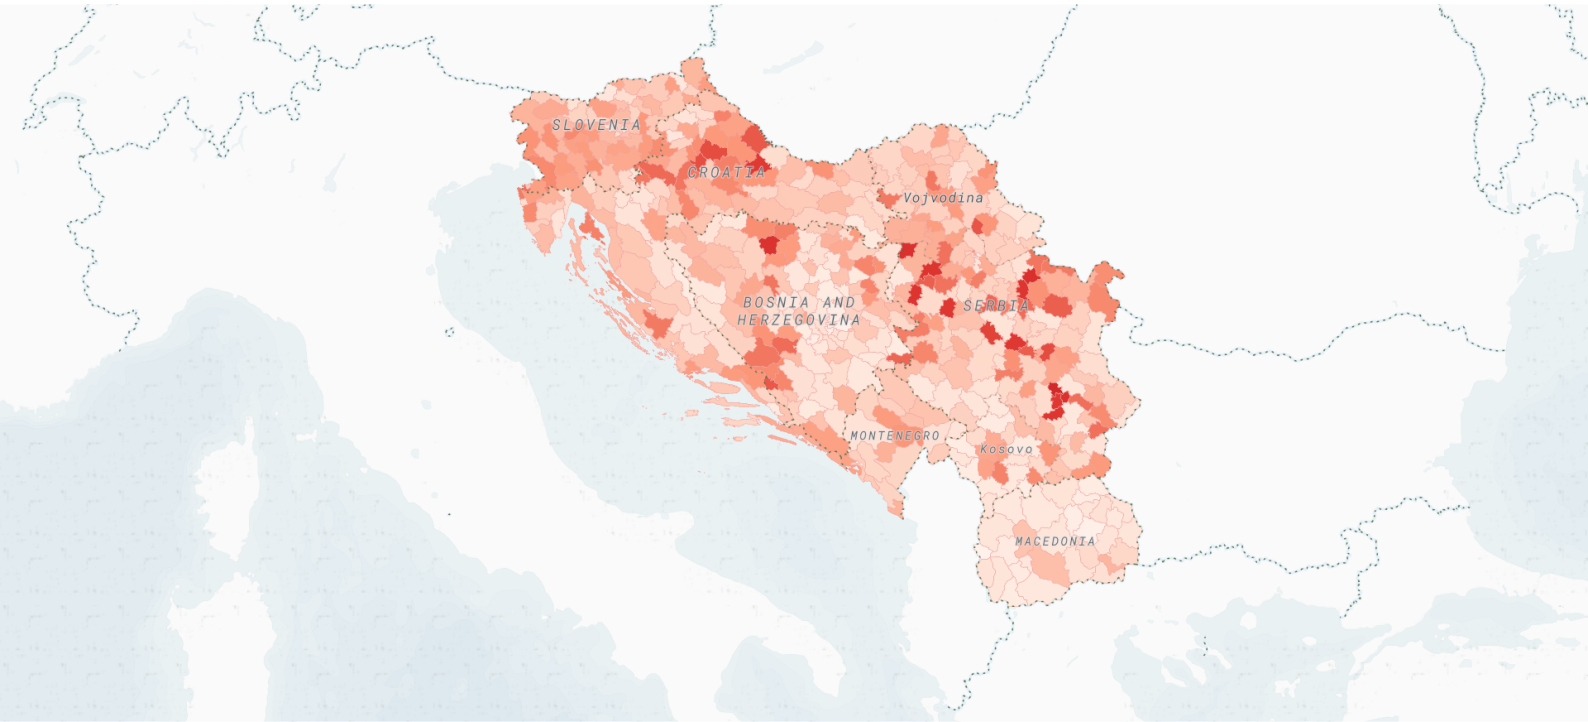 SLOVENIA
CROATIA
Vojvodina
BOSNIA AND
HERZEGOVINA
SERBIA
MONTENEGRO
Kosovo
MACEDONIA